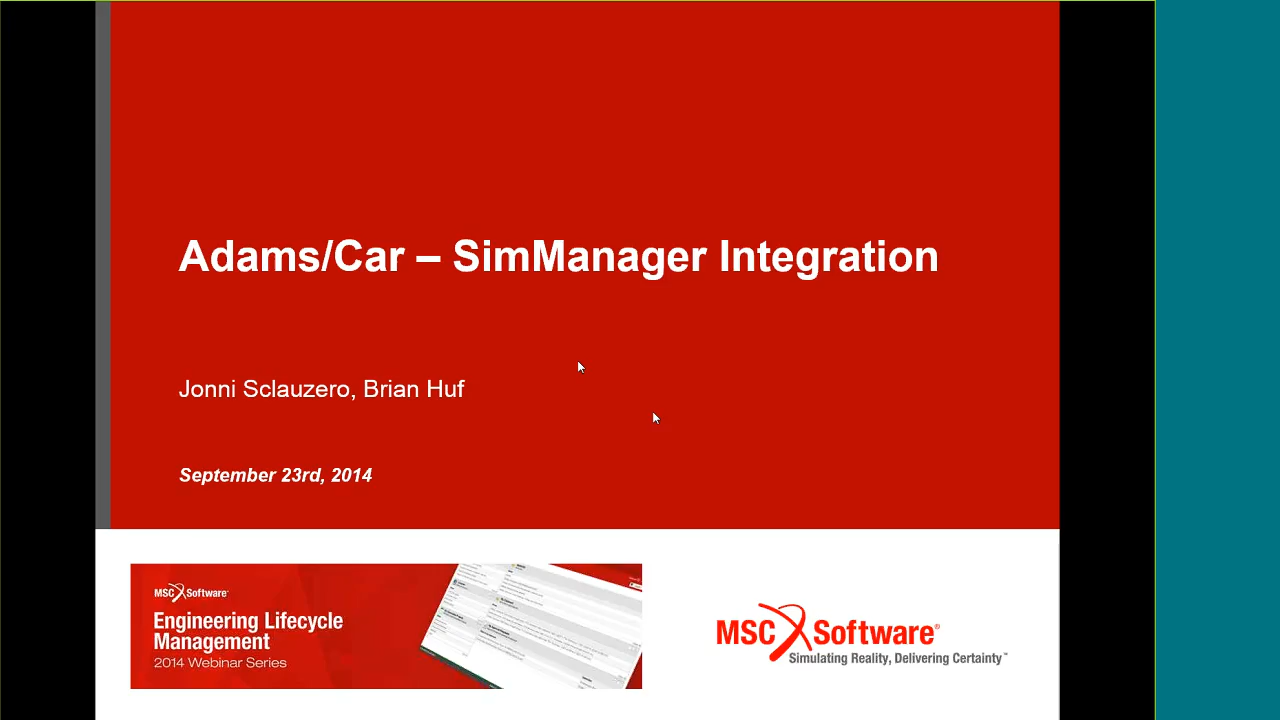 Adams/Car – SimManager Integration
Jonni Sclauzero, Brian Huf
September 23rd, 2014
MSC Software
Engineering Lifecycle
Management
2014 Webinar Series
MSC Software®
Simulating Reality, Delivering Certainty™